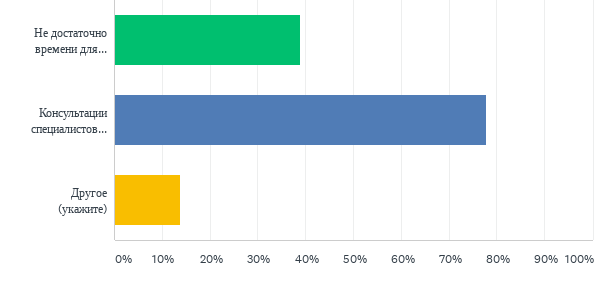 Не достаточно
времени для...
Консультации
специалистов...
Другое
(укажите)
0% 10% 20% 30% 40% 50% 60% 70% 80% 90% 100%